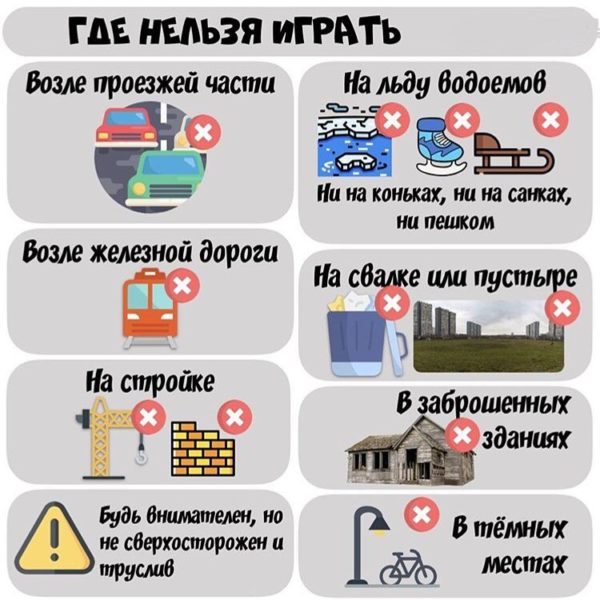 ГДЕ НЕЛЬЗЯ ИГРАТЬ
Возле проезжей части
На льду водоемов
Ни на коньках, ни на санках,
ни пешком
Возле железной дороги
На свалке или пустыре
На стройке
В заброшенных
зданиях
Будь внимателен, но
не сверхосторожен и
труслив
В тёмных
местах